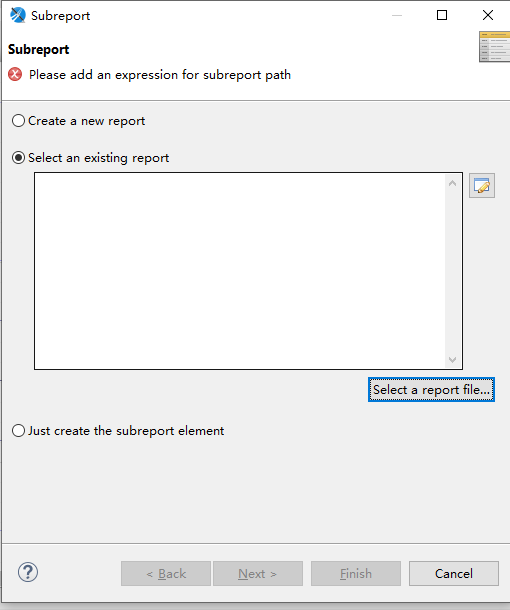 Subreport
Subreport
Please add an expression for subreport path
Create a new report
Select an existing report
Select a report file...
Just create the subreport element
< Back
Next >
Finish
Cancel